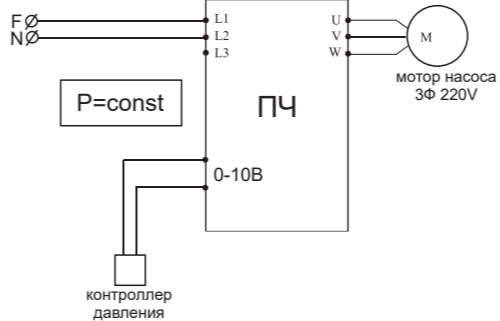 F
N
L1
L2
L3
U
V
W
M
мотор насоса
3Ф 220V
P=const
ПЧ
0-10В
контроллер
давления